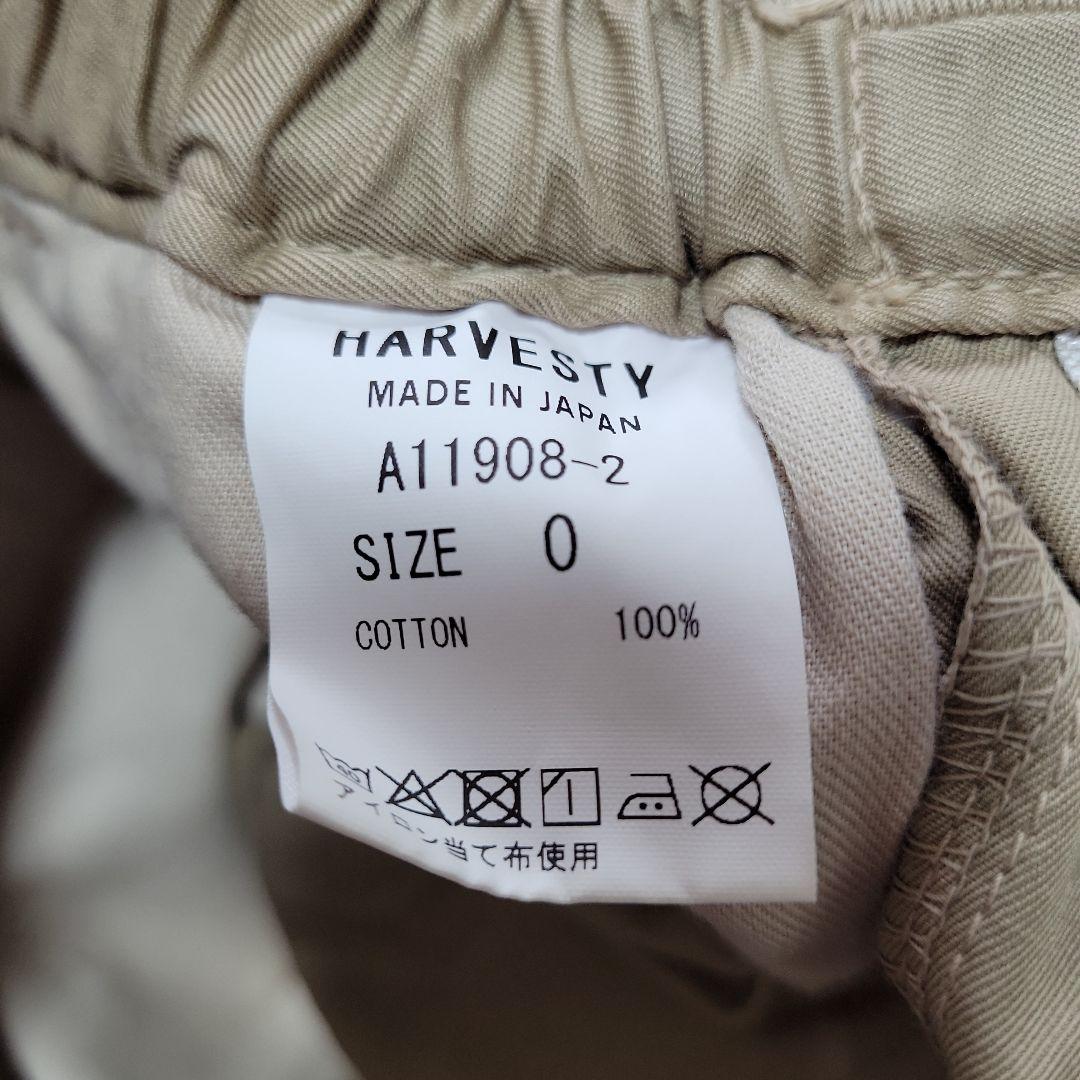 HARVESTY
MADE IN JAPAN
A11908-2
SIZE 0
COTTON 100%
アイロン当て布使用